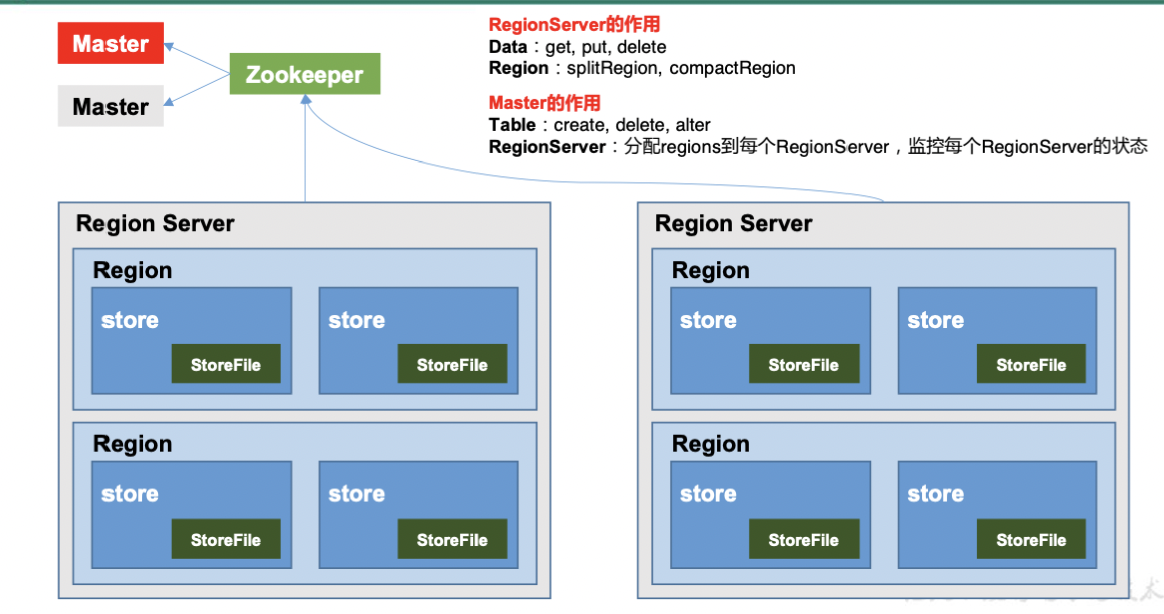 RegionServer的作用
Master
Data：get, put, delete
Zookeeper
Region：splitRegion, compactRegion
Master
Master的作用
Table：create, delete, alter
RegionServer：分配regions到每个RegionServer，监控每个RegionServer的状态
Region Server
Region
store
store
StoreFile
StoreFile
Region
store
store
StoreFile
StoreFile
Region Server
Region
store
store
StoreFile
StoreFile
Region
store
store
StoreFile
StoreFile